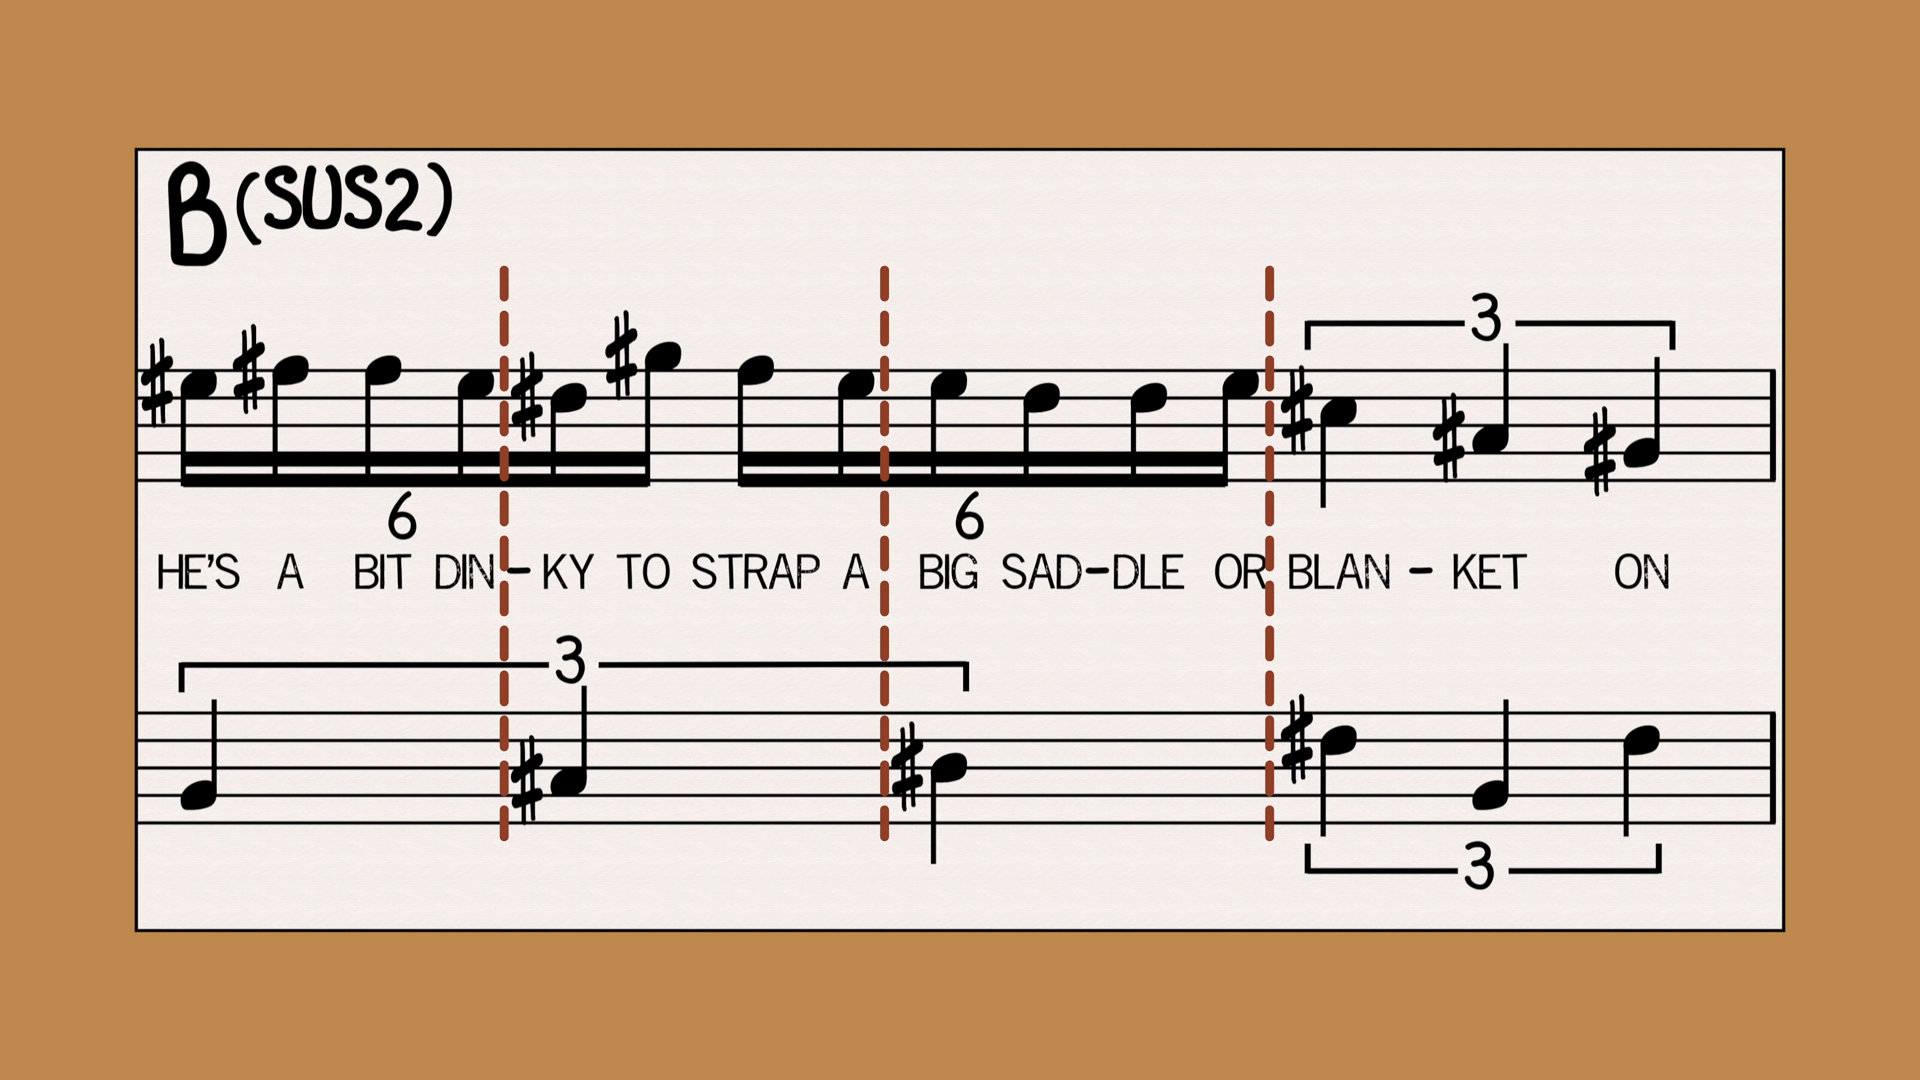 B(SUS2)
3
6 6
HE'S A BIT DIN-KY TO STRAP A BIG SAD-DLE OR BLAN - KET ON
3
3